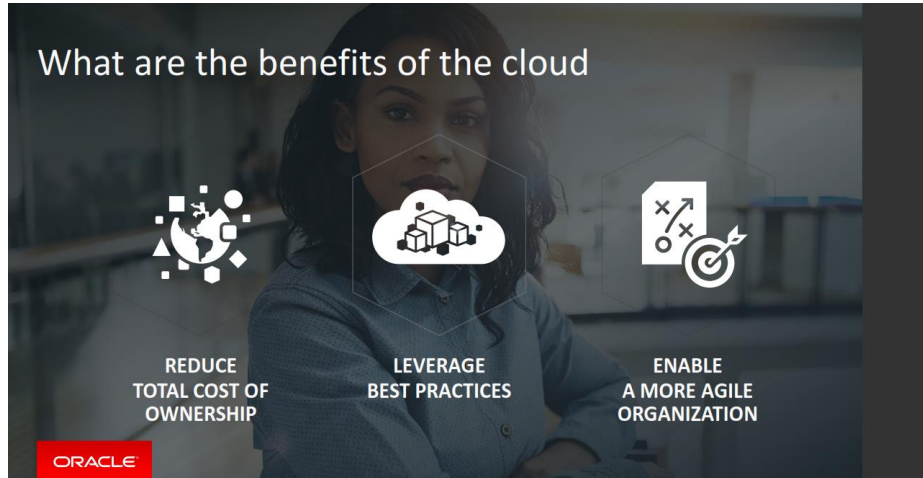 What are the benefits of the cloud
REDUCE
TOTAL COST OF
OWNERSHIP
LEVERAGE
BEST PRACTICES
ENABLE
A MORE AGILE
ORGANIZATION
ORACLE